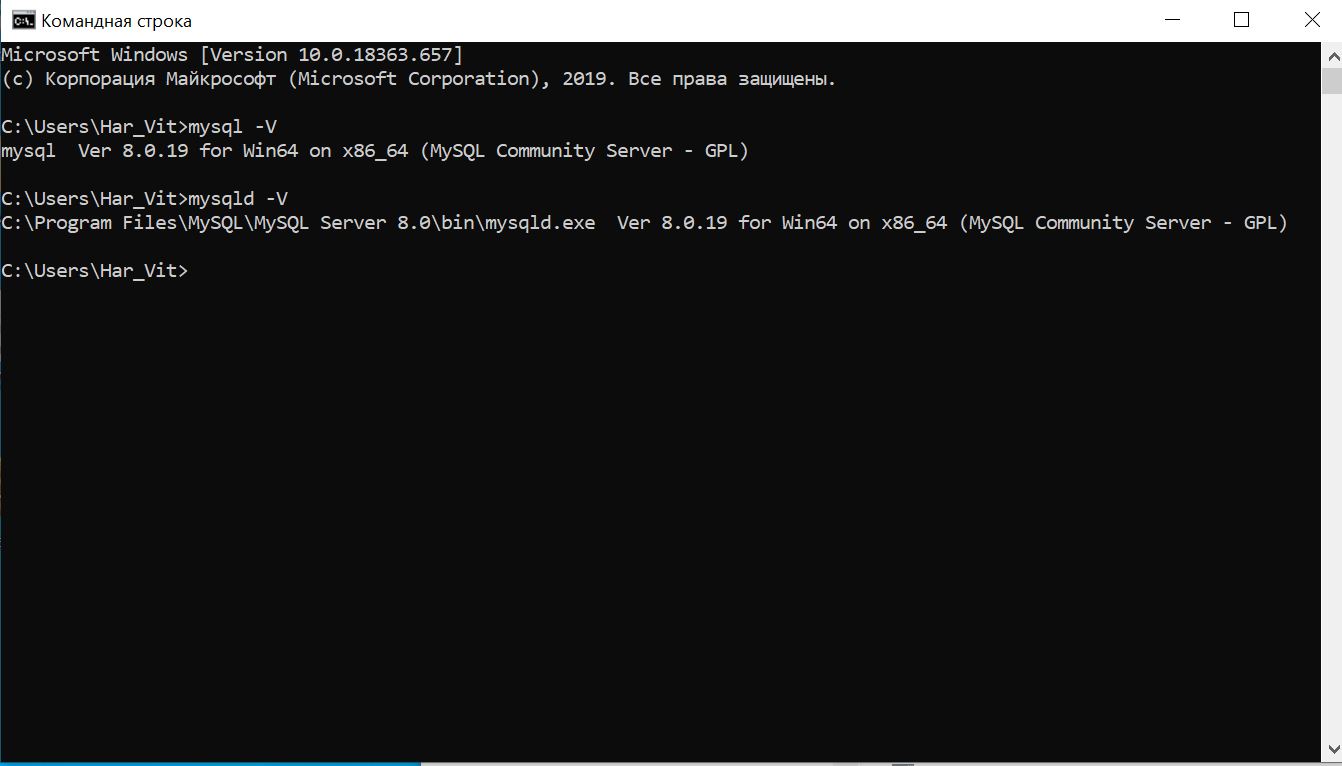 Командная строка
Microsoft Windows [Version 10.0.18363.657]
(c) Корпорация Майкрософт (Microsoft Corporation), 2019. Все права защищены.
C:\Users\Har_Vit>mysql -V
mysql  Ver 8.0.19 for Win64 on x86_64 (MySQL Community Server - GPL)
C:\Users\Har_Vit>mysqld -V
C:\Program Files\MySQL\MySQL Server 8.0\bin\mysqld.exe  Ver 8.0.19 for Win64 on x86_64 (MySQL Community Server - GPL)
C:\Users\Har_Vit>